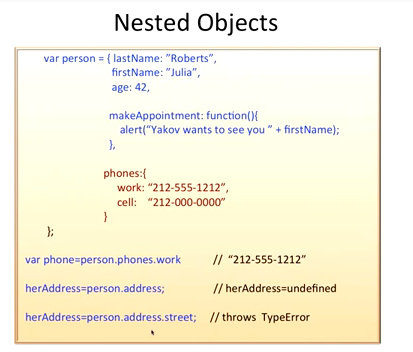 Nested Objects
var person = { lastName: "Roberts",
firstName: "Julia",
age: 42,
makeAppointment: function(){
alert("Yakov wants to see you " + firstName);
},
phones:{
work: "212-555-1212",
cell: "212-000-0000"
}
};
var phone=person.phones.work // "212-555-1212"
herAddress=person.address; // herAddress=undefined
herAddress=person.address.street; // throws TypeError